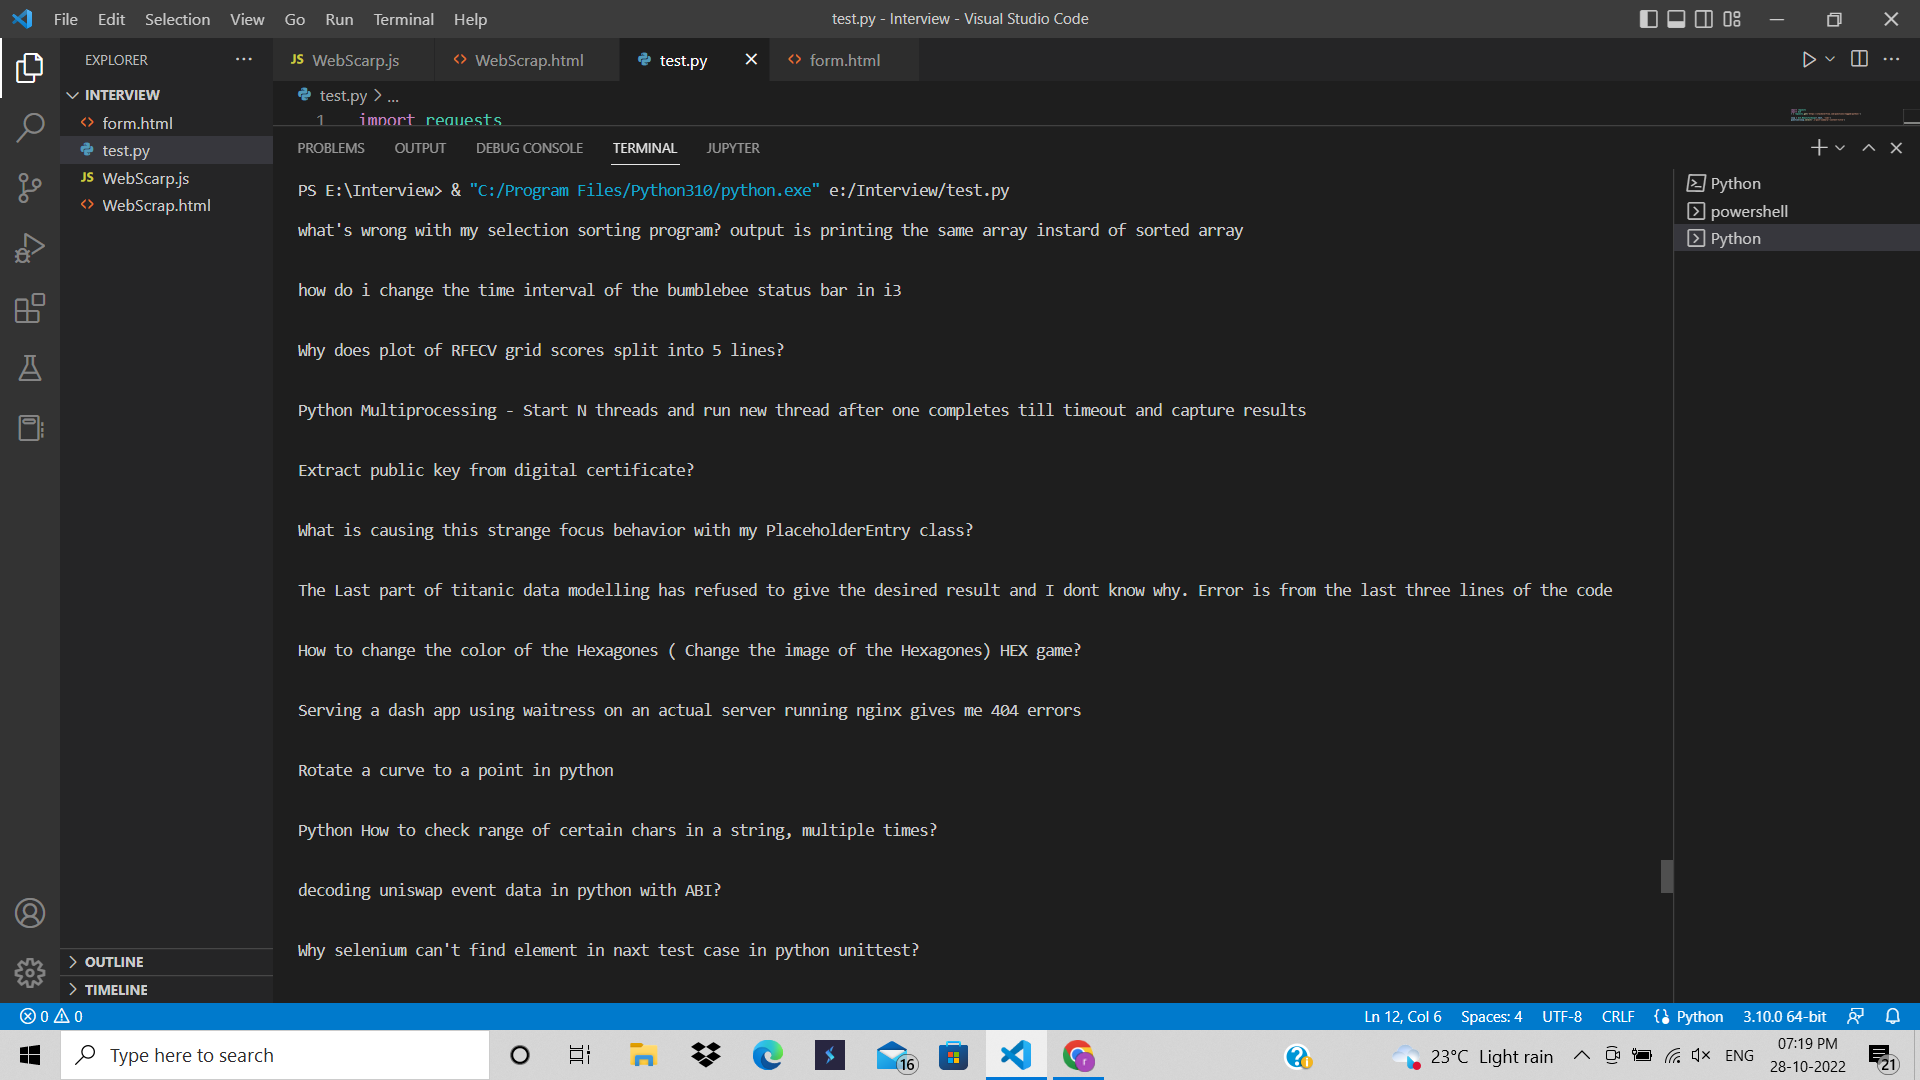 File Edit Selection View Go Run Terminal Help
test.py - Interview - Visual Studio Code
EXPLORER
INTERVIEW
form.html
test.py
JS WebScarp.js
WebScrap.html
OUTLINE
TIMELINE
JS WebScarp.js
WebScrap.html
test.py
form.html
test.py > ...
1 import requests
PROBLEMS OUTPUT DEBUG CONSOLE TERMINAL JUPYTER
PS E:\Interview> & "C:/Program Files/Python310/python.exe" e:/Interview/test.py
what's wrong with my selection sorting program? output is printing the same array instard of sorted array
how do i change the time interval of the bumblebee status bar in i3
Why does plot of RFECV grid scores split into 5 lines?
Python Multiprocessing - Start N threads and run new thread after one completes till timeout and capture results
Extract public key from digital certificate?
What is causing this strange focus behavior with my PlaceholderEntry class?
The Last part of titanic data modelling has refused to give the desired result and I dont know why. Error is from the last three lines of the code
How to change the color of the Hexagones ( Change the image of the Hexagones) HEX game?
Serving a dash app using waitress on an actual server running nginx gives me 404 errors
Rotate a curve to a point in python
Python How to check range of certain chars in a string, multiple times?
decoding uniswap event data in python with ABI?
Why selenium can't find element in naxt test case in python unittest?
Python
powershell
Python
0 0
Ln 12, Col 6 Spaces: 4 UTF-8 CRLF Python 3.10.0 64-bit
Type here to search
16
23°C Light rain
ENG
07:19 PM
28-10-2022
21